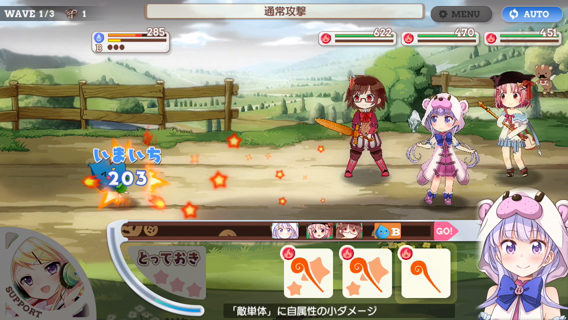 WAVE 1/3
1
通常攻撃
MENU
AUTO
285
B
622
470
451
いまいち
203
B
GO!
とっておき
SUPPORT
「敵単体」に自属性の小ダメージ